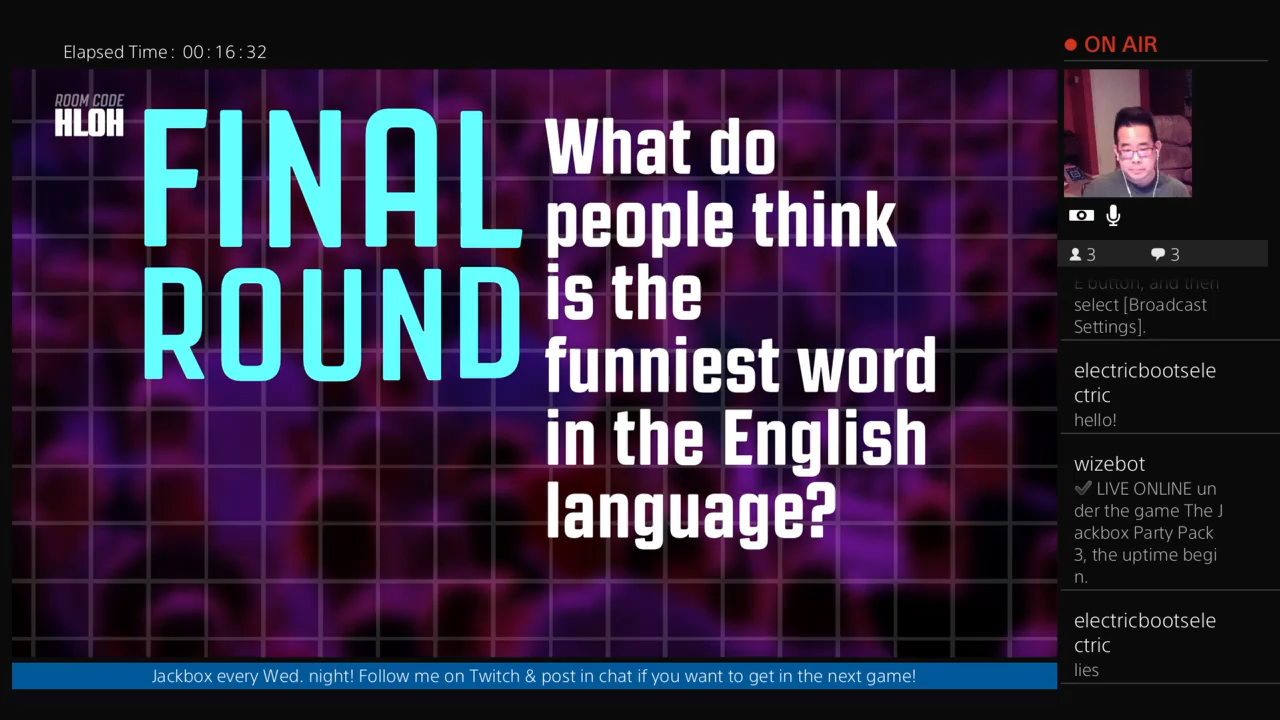 Elapsed Time: 00:16:32
ON AIR
ROOM CODE
HLOH
FINAL
ROUND
What do
people think
is the
funniest word
in the English
language?
3 3
E button, and then
select [Broadcast
Settings].
electricbootsele
ctric
hello!
wizebot
✔ LIVE ONLINE un
der the game The J
ackbox Party Pack
3, the uptime begi
n.
electricbootsele
ctric
lies
Jackbox every Wed. night! Follow me on Twitch & post in chat if you want to get in the next game!